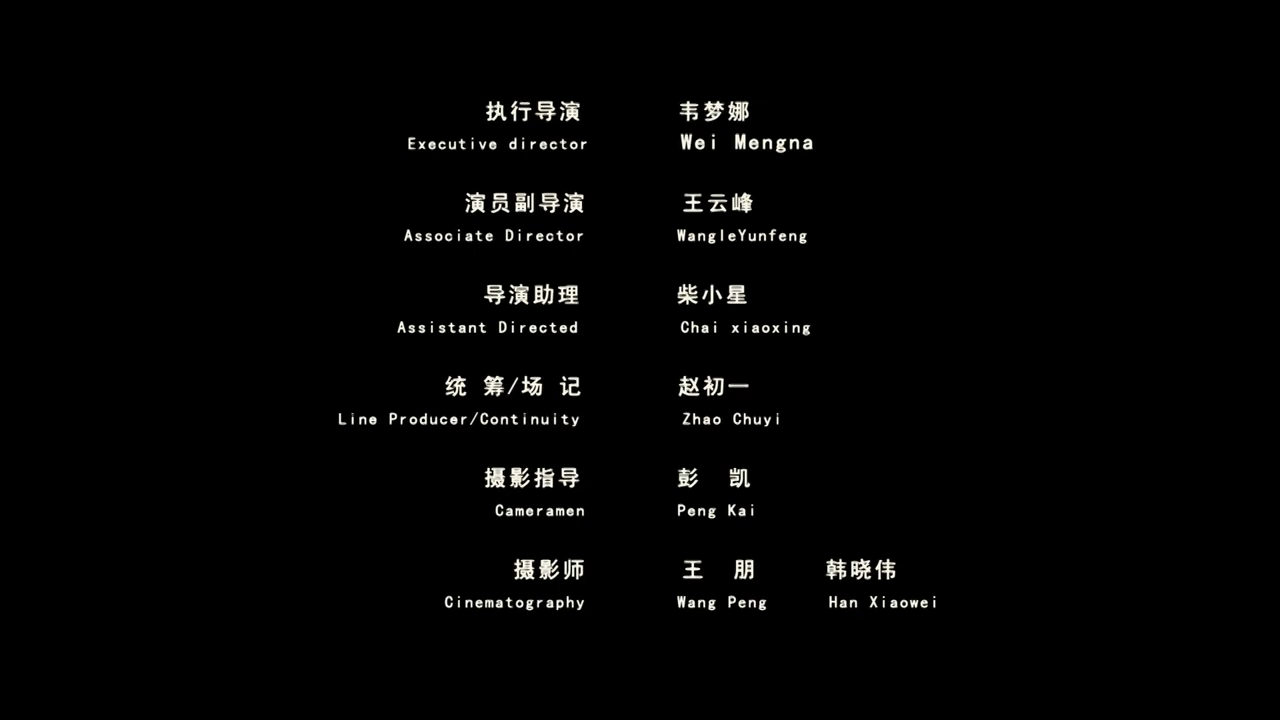 执行导演 韦梦娜
Executive director Wei Mengna
演员副导演 王云峰
Associate Director WangleYunfeng
导演助理 柴小星
Assistant Directed Chai xiaoxing
统 筹/场 记 赵初一
Line Producer/Continuity Zhao Chuyi
摄影指导 彭 凯
Cameramen Peng Kai
摄影师 王 朋 韩晓伟
Cinematography Wang Peng Han Xiaowei